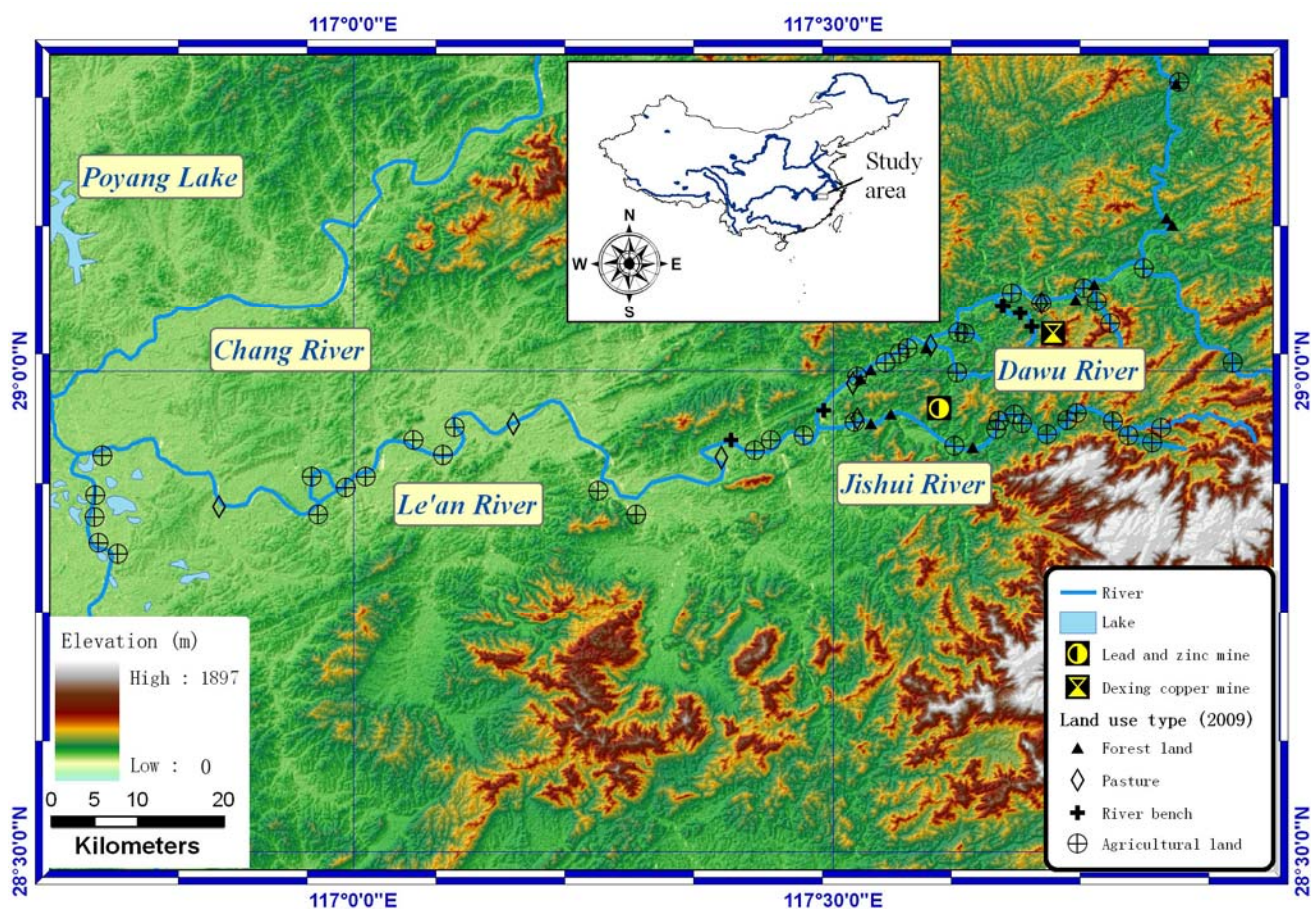 117°0'0"E
117°30'0"E
Poyang Lake
Study
area
N
W
E
S
29°0'0"N
29°0'0"N
Chang River
Dawu River
Le'an River
Jishui River
Elevation (m)
High : 1897
Low : 0
0 5 10 20
Kilometers
River
Lake
Lead and zinc mine
Dexing copper mine
Land use type (2009)
Forest land
Pasture
River bench
Agricultural land
28°30'0"N
28°30'0"N
117°0'0"E
117°30'0"E